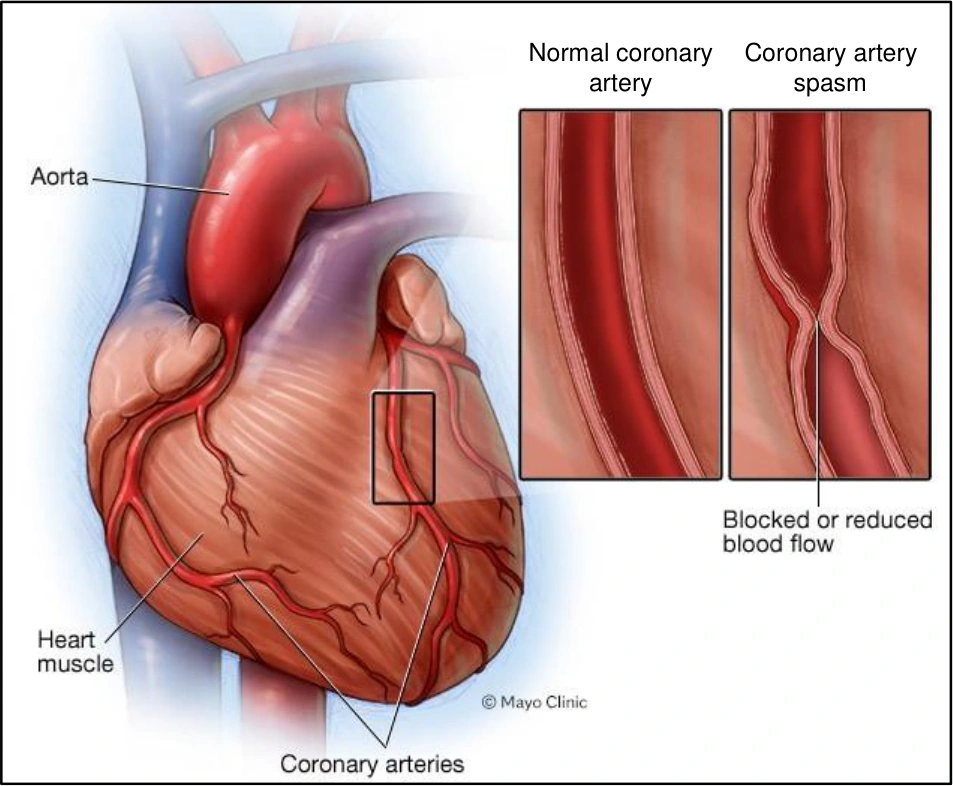 Normal coronary
artery
Coronary artery
spasm
Aorta
Blocked or reduced
blood flow
Heart
muscle
© Mayo Clinic
Coronary arteries